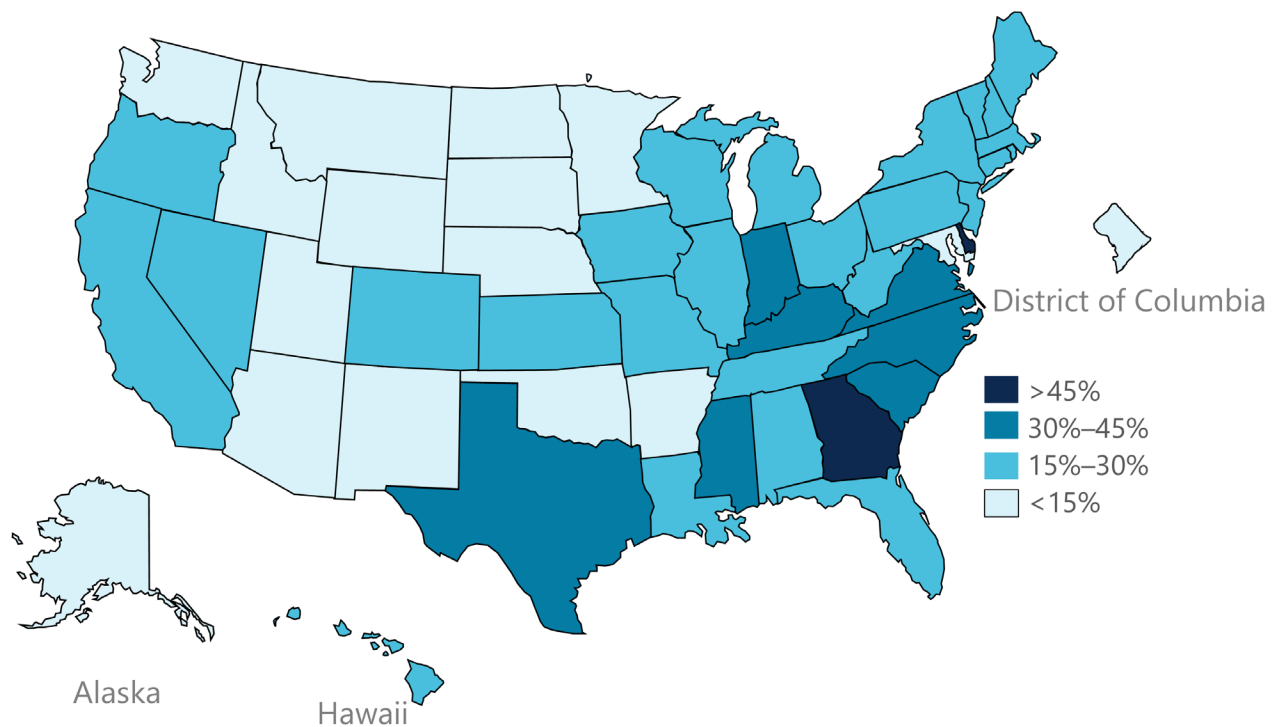 District of Columbia
>45%
30%–45%
15%–30%
<15%
Alaska
Hawaii